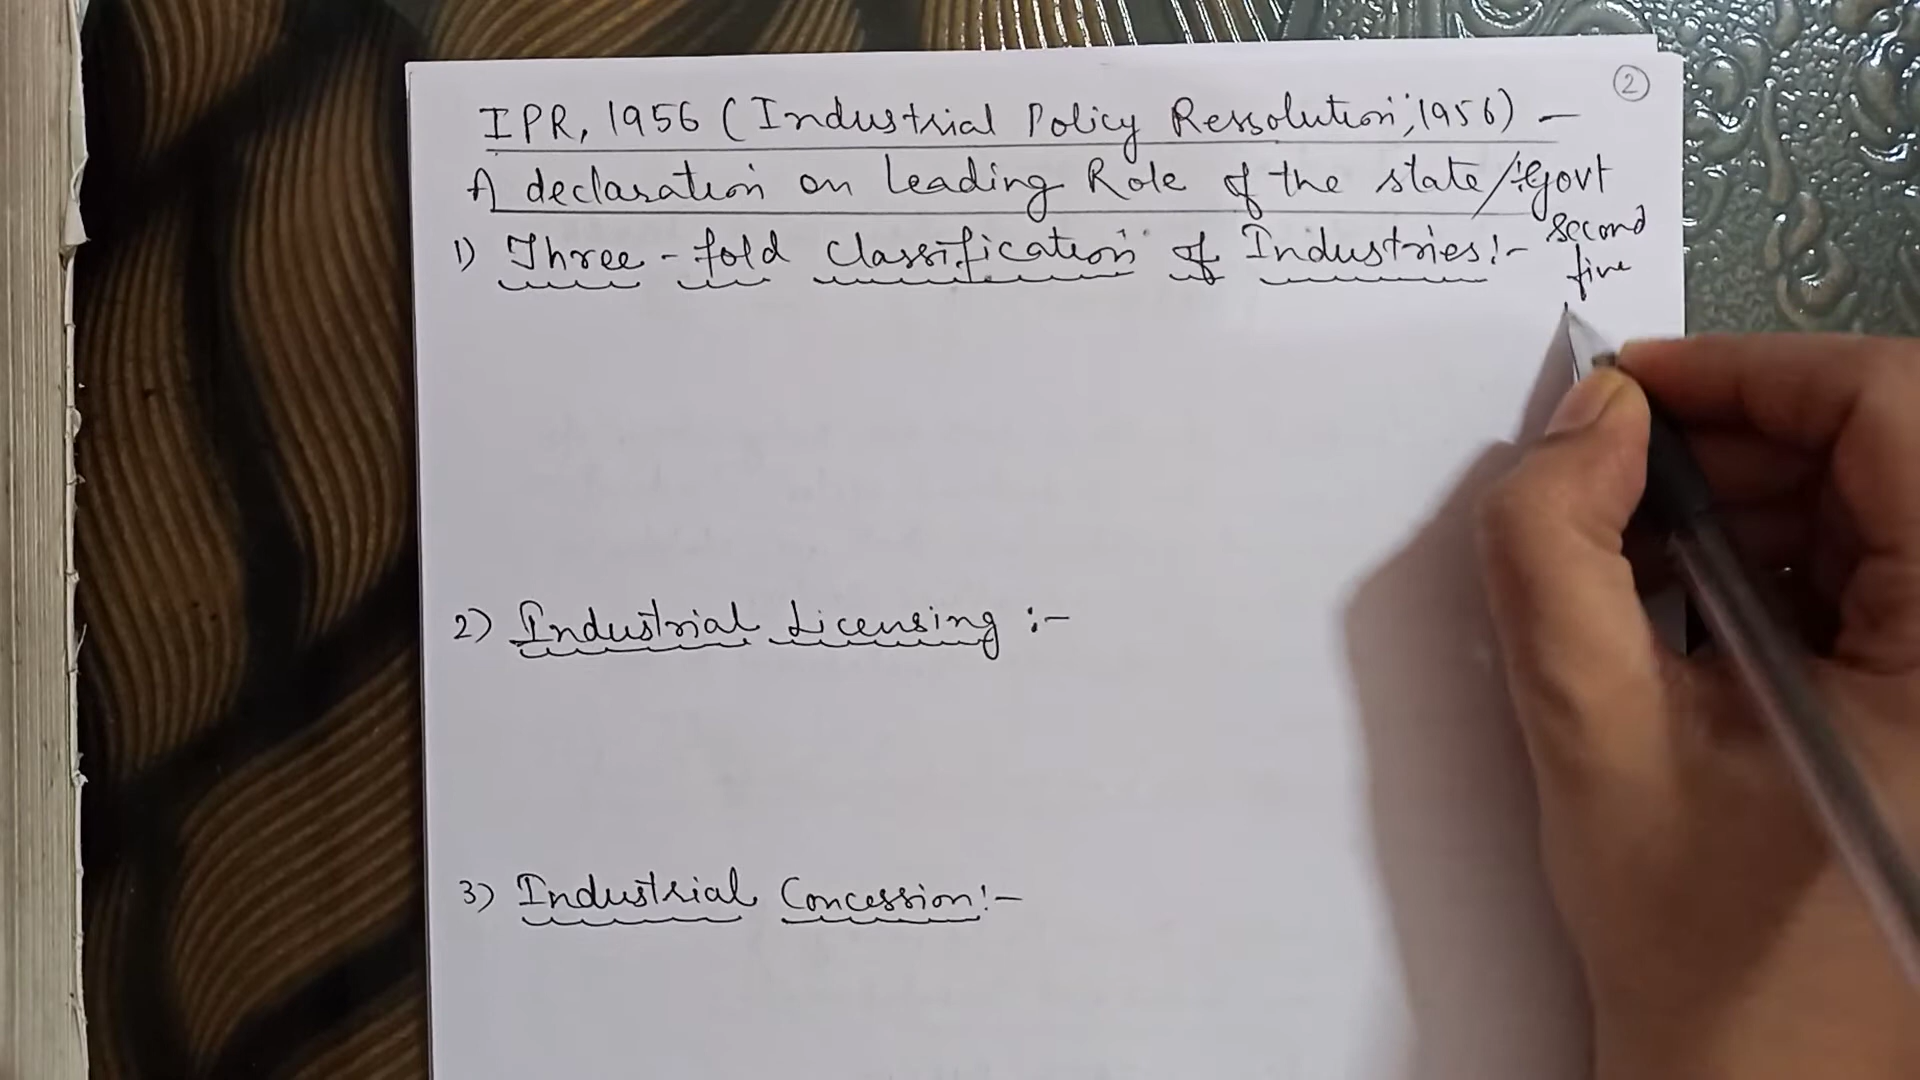 2
IPR, 1956 (Industrial Policy Ressolution, 1956) –
A declaration on Leading Role of the state/Govt
1) Three-fold Classification of Industries:-
Second
five
2) Industrial Licensing :-
3) Industrial Concession:-